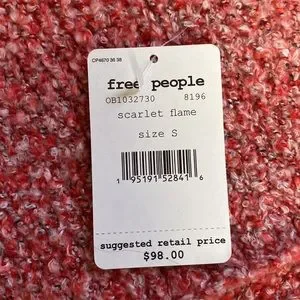 OP4670 36 38
free people
OB1032730 8196
scarlet flame
size S
1 95191 52841 6
suggested retail price
$98.00